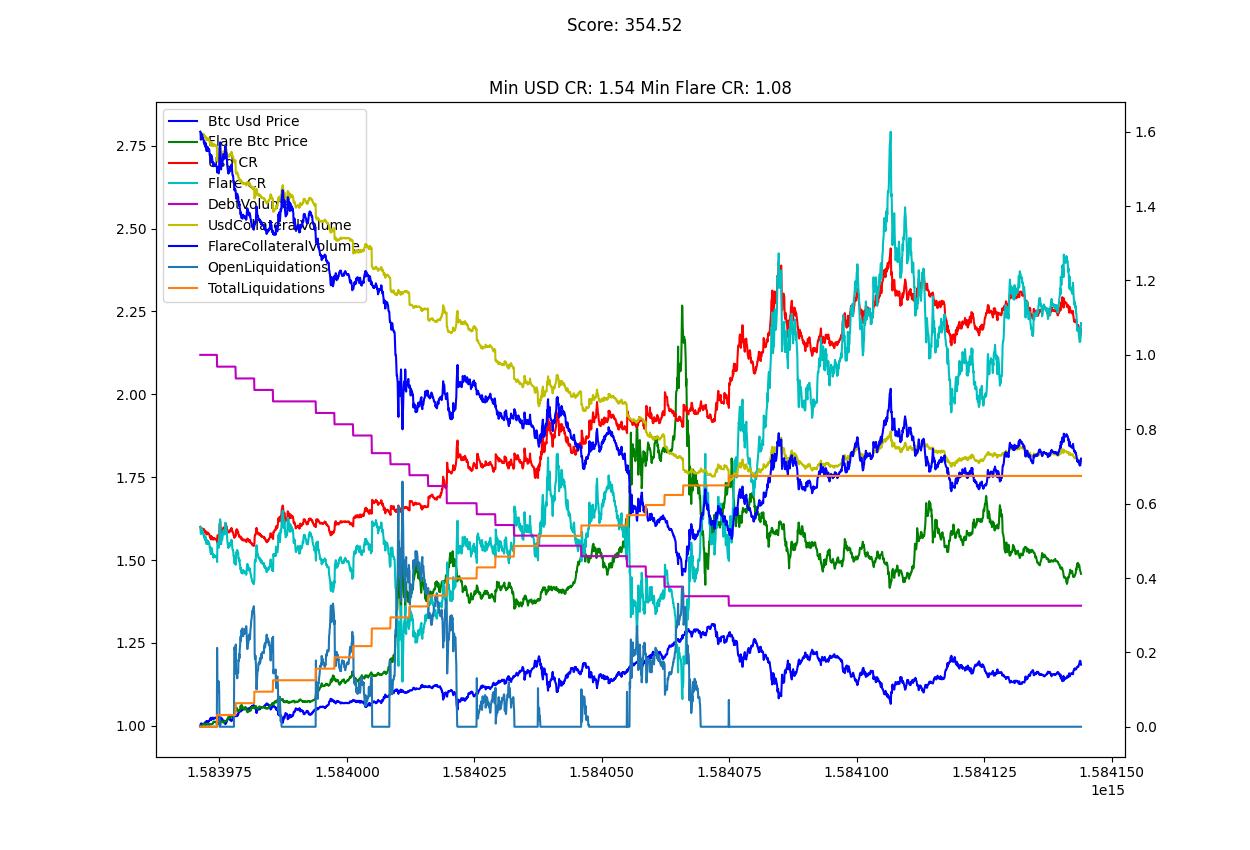 Score: 354.52
Min USD CR: 1.54 Min Flare CR: 1.08
Btc Usd Price
Flare Btc Price
Usd CR
Flare CR
DebtVolume
UsdCollateralVolume
FlareCollateralVolume
OpenLiquidations
TotalLiquidations
2.75
2.50
2.25
2.00
1.75
1.50
1.25
1.00
1.6
1.4
1.2
1.0
0.8
0.6
0.4
0.2
0.0
1.583975
1.584000
1.584025
1.584050
1.584075
1.584100
1.584125
1.584150
1e15